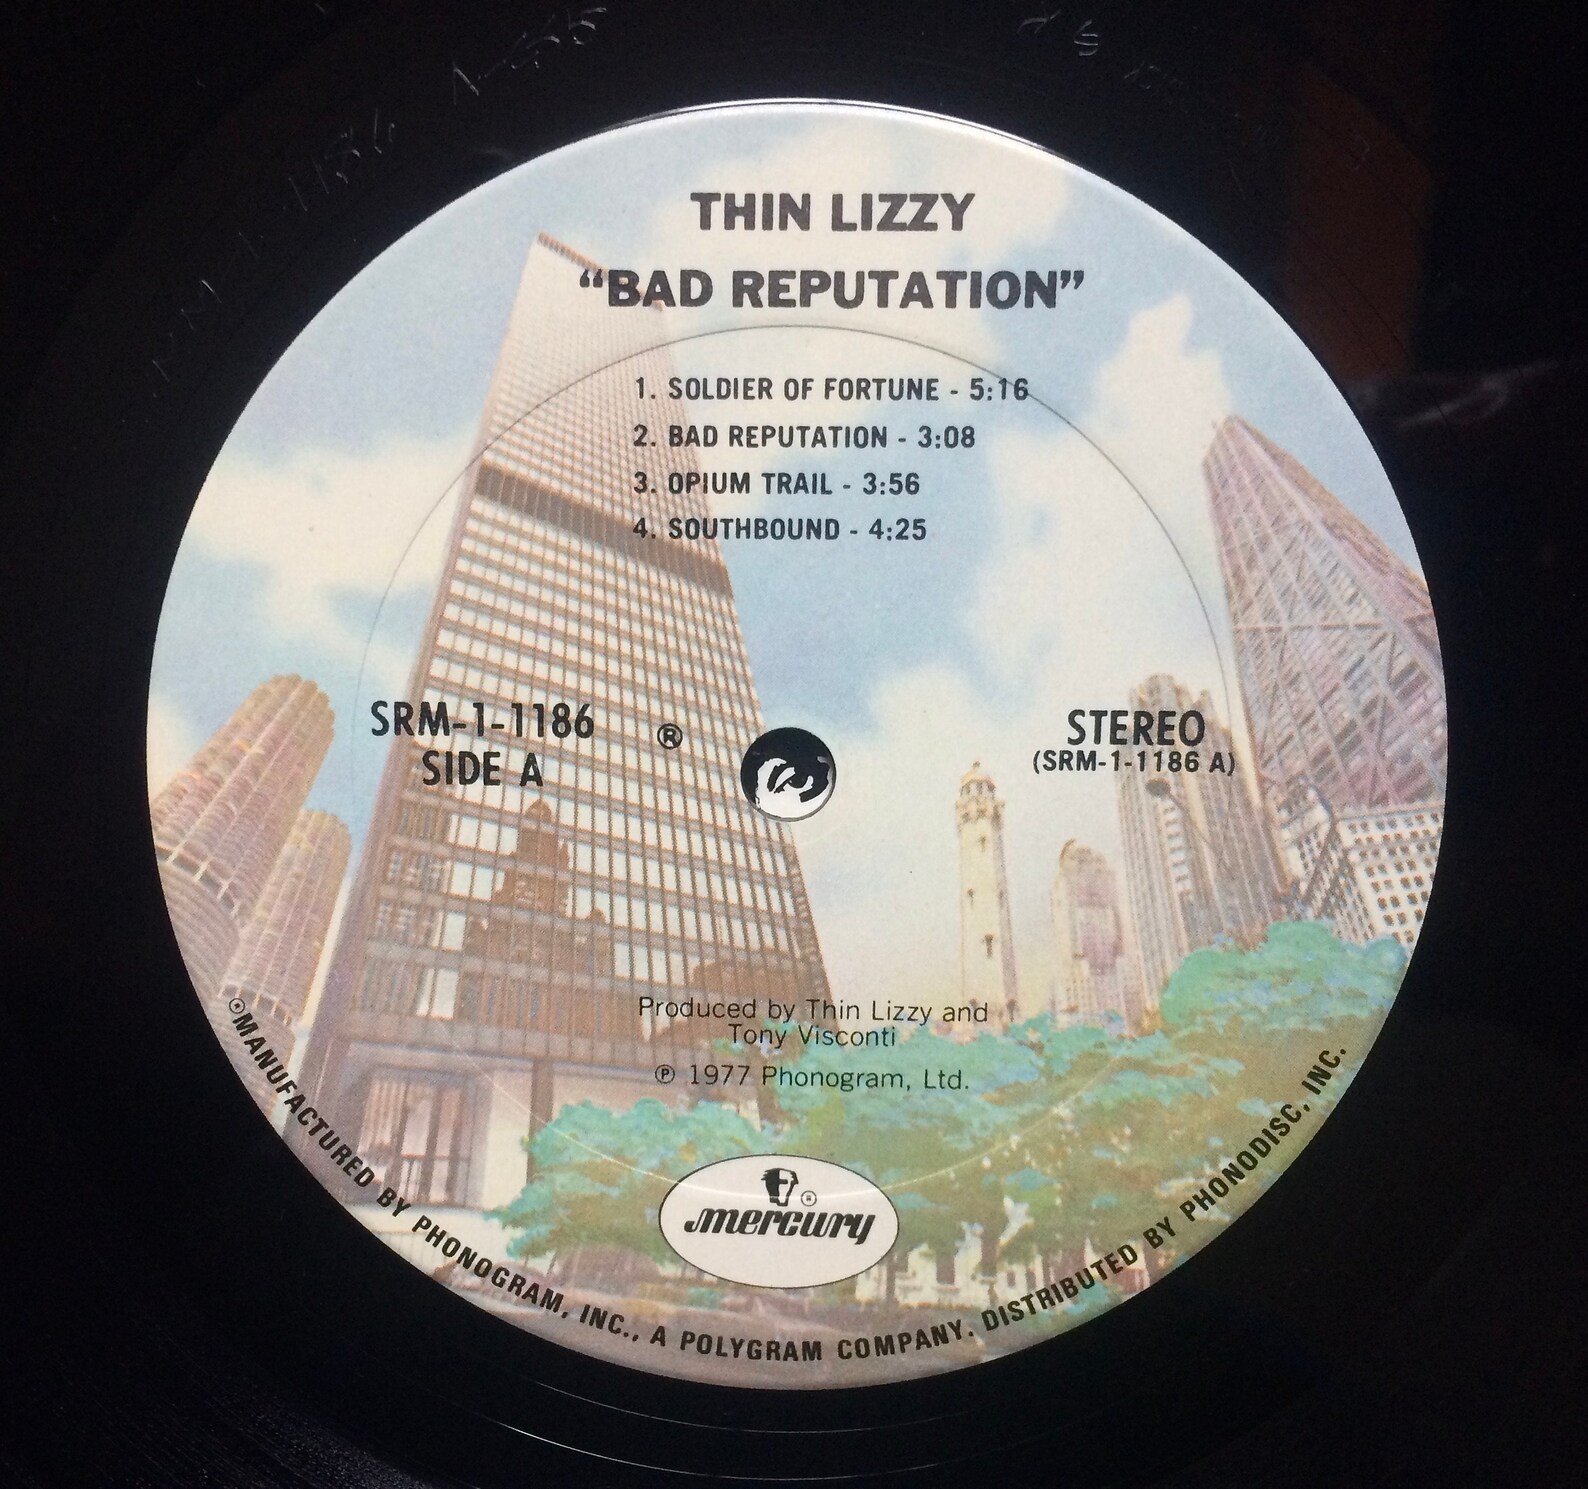 THIN LIZZY
“BAD REPUTATION”
1. SOLDIER OF FORTUNE - 5:16
2. BAD REPUTATION - 3:08
3. OPIUM TRAIL - 3:56
4. SOUTHBOUND - 4:25
SRM-1-1186 ®
SIDE A
STEREO
(SRM-1-1186 A)
Produced by Thin Lizzy and
Tony Visconti
℗ 1977 Phonogram, Ltd.
®
mercury
®MANUFACTURED BY PHONOGRAM, INC., A POLYGRAM COMPANY. DISTRIBUTED BY PHONODISC, INC.